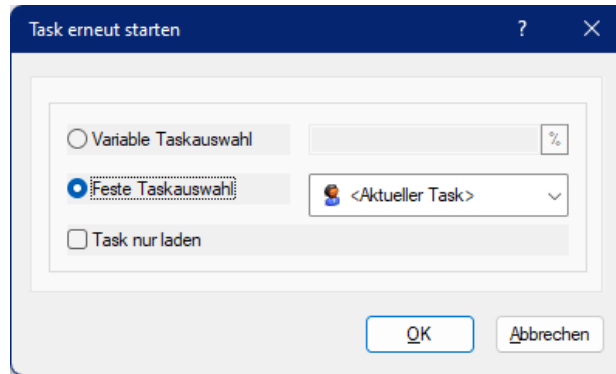 Task erneut starten ?
Variable Taskauswahl %
Feste Taskauswahl <Aktueller Task>
Task nur laden
OK Abbrechen